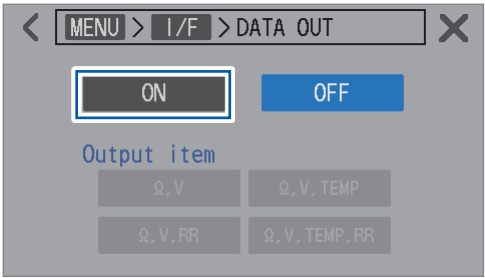 < MENU > I/F > DATA OUT ×
ON OFF
Output item
Ω,V Ω,V,TEMP
Ω,V,RR Ω,V,TEMP,RR